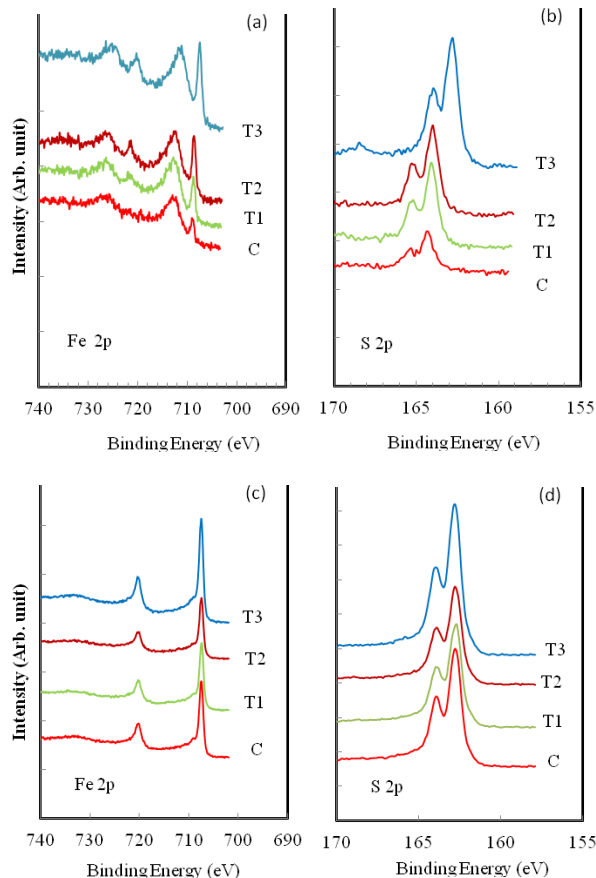 (a)
T3
T2
T1
C
Fe 2p
Intensity (Arb. unit)
740 730 720 710 700 690
Binding Energy (eV)
(b)
T3
T2
T1
C
S 2p
170 165 160 155
Binding Energy (eV)
(c)
T3
T2
T1
C
Fe 2p
Intensity (Arb. unit)
740 730 720 710 700 690
Binding Energy (eV)
(d)
T3
T2
T1
C
S 2p
170 165 160 155
Binding Energy (eV)